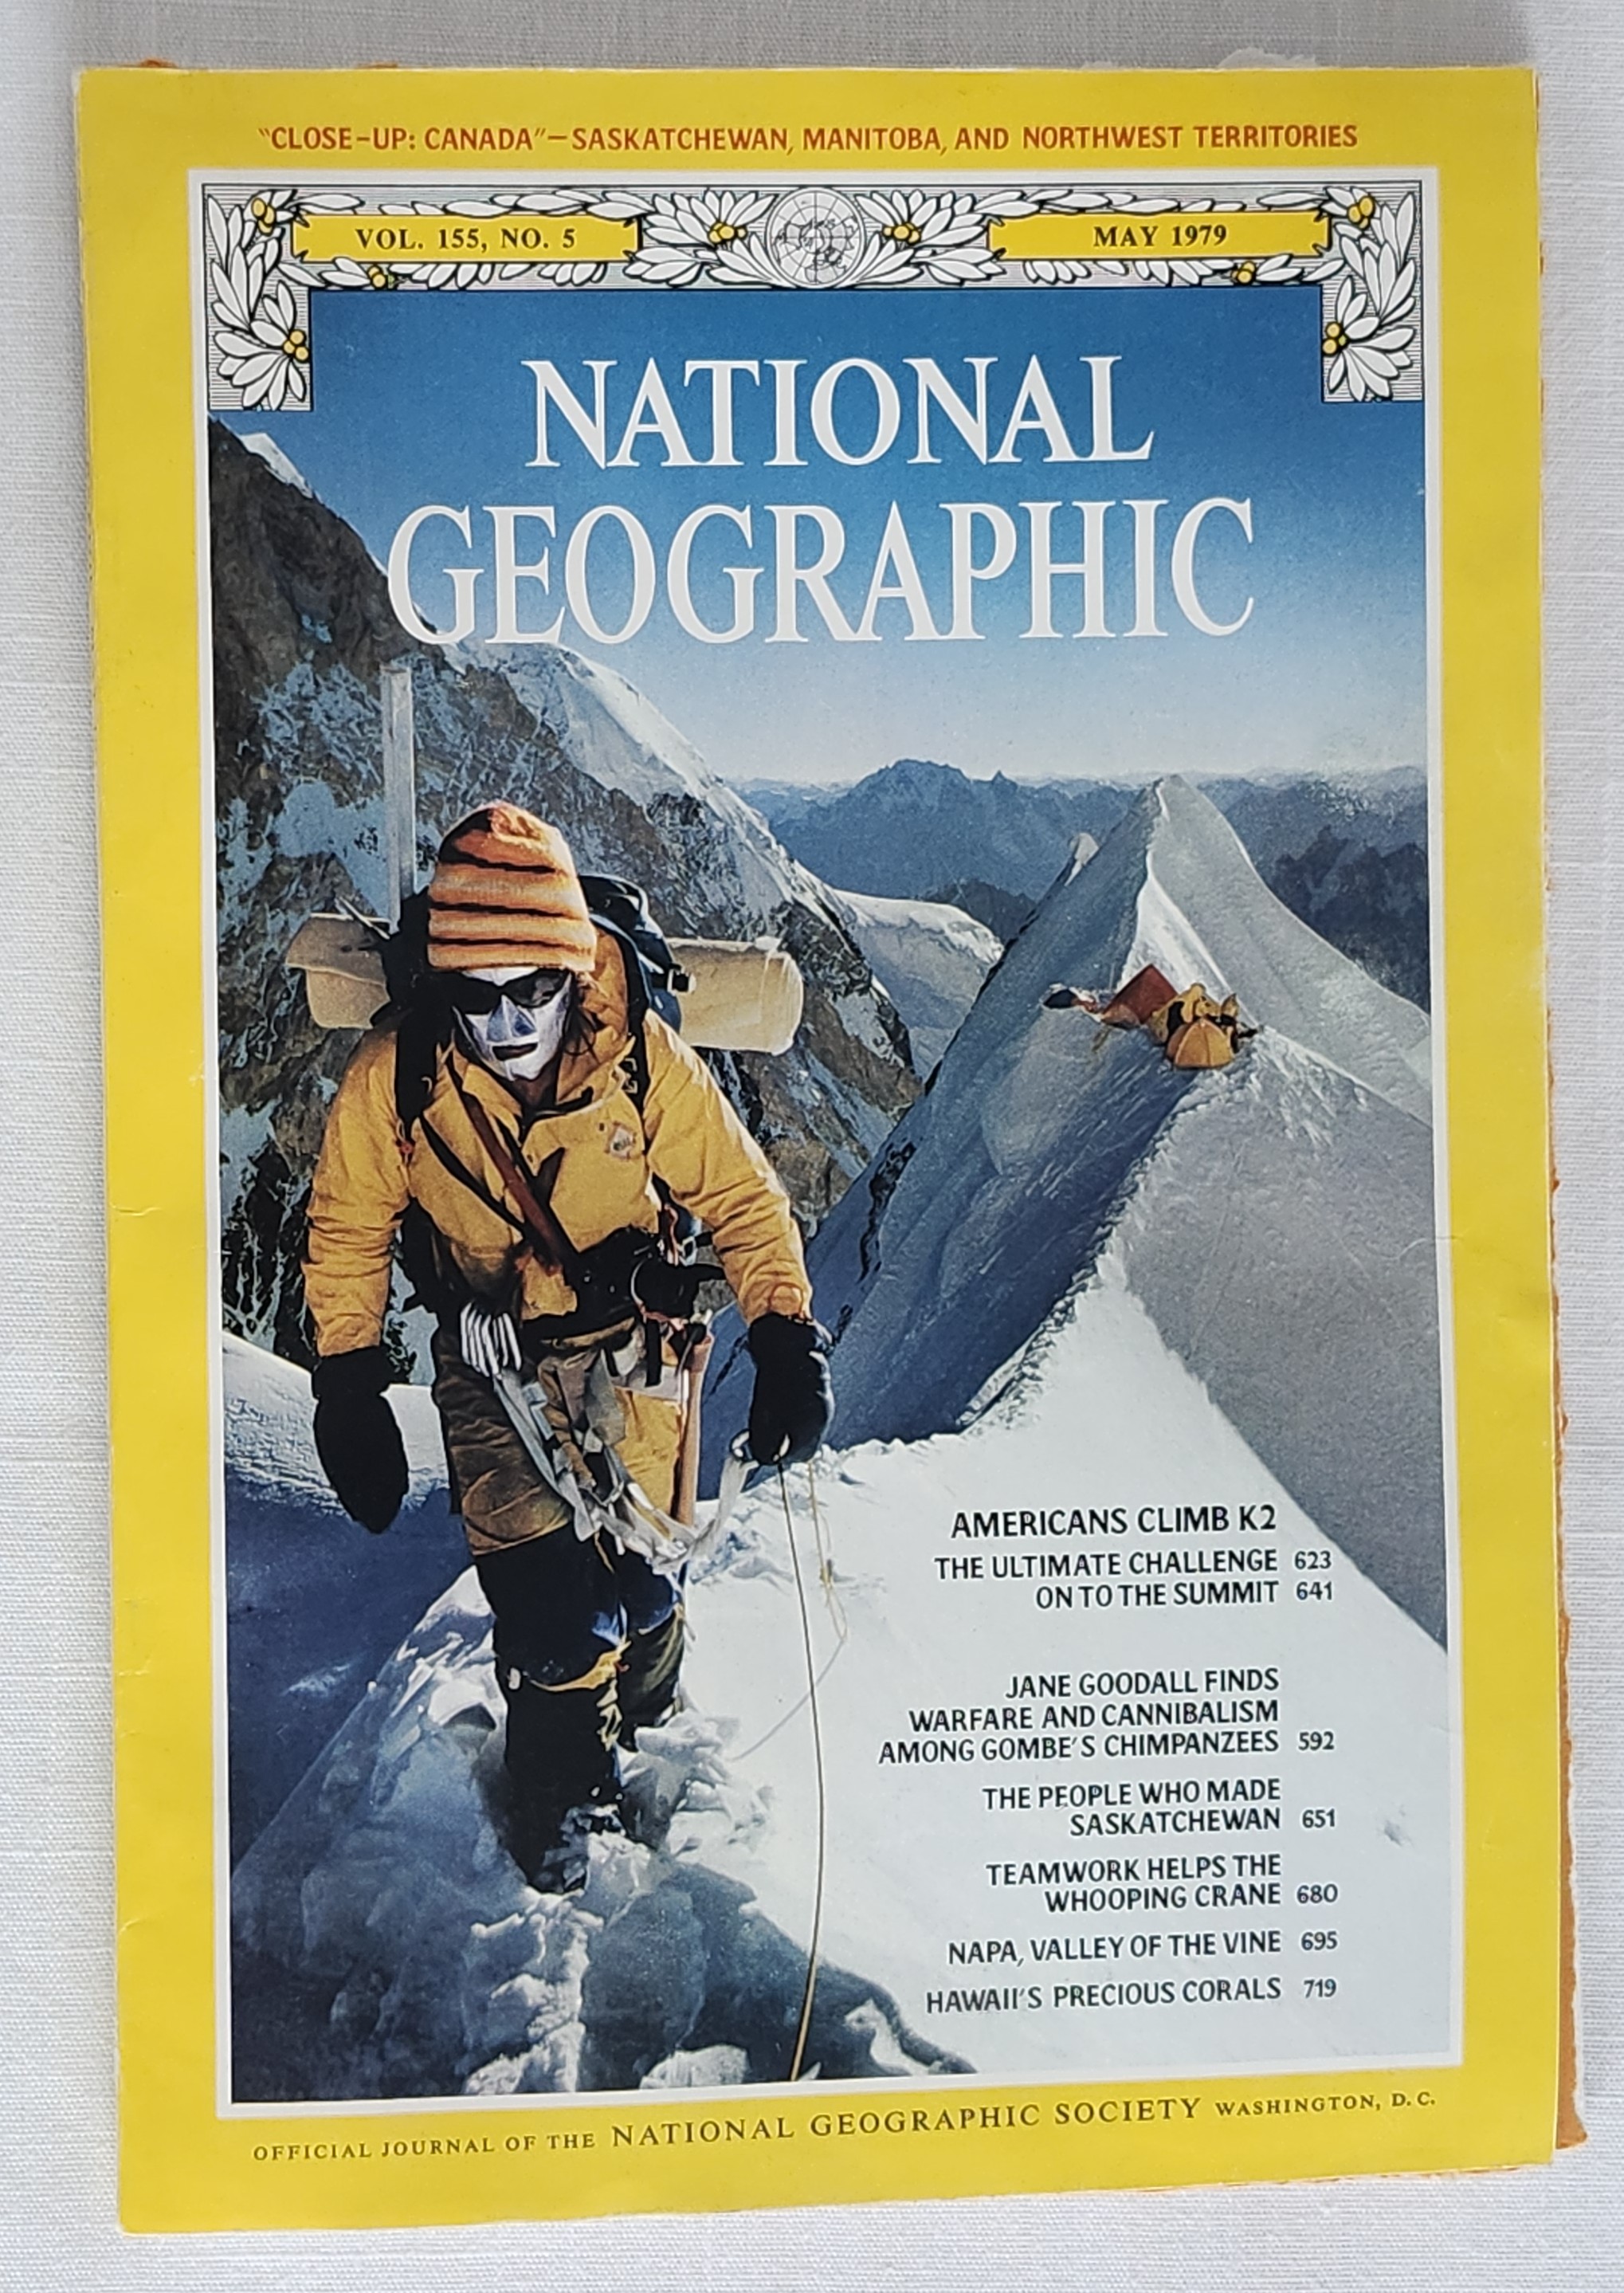 "CLOSE-UP: CANADA"—SASKATCHEWAN, MANITOBA, AND NORTHWEST TERRITORIES
VOL. 155, NO. 5
MAY 1979
NATIONAL
GEOGRAPHIC
AMERICANS CLIMB K2
THE ULTIMATE CHALLENGE 623
ON TO THE SUMMIT 641
JANE GOODALL FINDS
WARFARE AND CANNIBALISM
AMONG GOMBE'S CHIMPANZEES 592
THE PEOPLE WHO MADE
SASKATCHEWAN 651
TEAMWORK HELPS THE
WHOOPING CRANE 680
NAPA, VALLEY OF THE VINE 695
HAWAII'S PRECIOUS CORALS 719
OFFICIAL JOURNAL OF THE NATIONAL GEOGRAPHIC SOCIETY WASHINGTON, D.C.